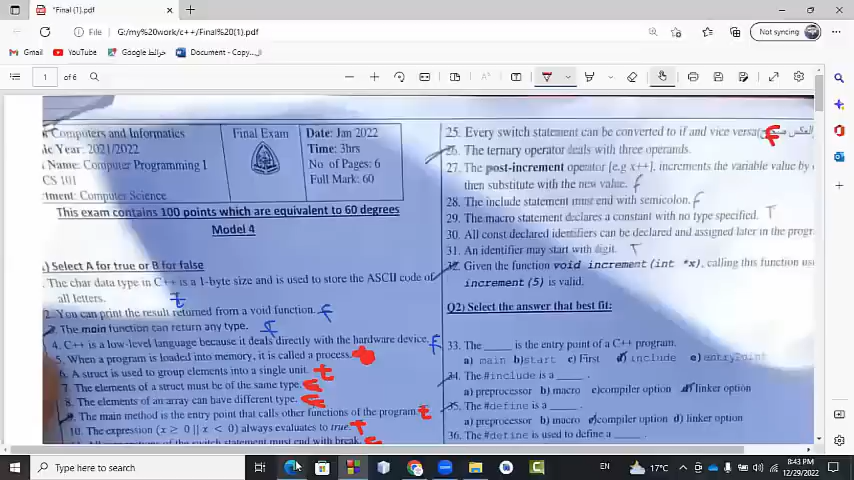 *Final (1).pdf
File
G:/my%20work/c++/Final%20(1).pdf
Not syncing
Gmail
YouTube
خرائط Google
Document - Copy...
1
of 6
Computers and Informatics
ic Year: 2021/2022
Name: Computer Programming 1
CS 101
tment: Computer Science
Final Exam
Date: Jan 2022
Time: 3hrs
No of Pages: 6
Full Mark: 60
This exam contains 100 points which are equivalent to 60 degrees
Model 4
) Select A for true or B for false
. The char data type in C++ is a 1-byte size and is used to store the ASCII code of
all letters. t
2. You can print the result returned from a void function. f
The main function can return any type. f
4. C++ is a low-level language because it deals directly with the hardware device. f
5. When a program is loaded into memory, it is called a process.
6. A struct is used to group elements into a single unit. t
7. The elements of a struct must be of the same type.
8. The elements of an array can have different type.
The main method is the entry point that calls other functions of the program t
10. The expression (x ≥ 0 || x < 0) always evaluates to true. t
of the switch statement must end with break.
25. Every switch statement can be converted to if and vice versa f
26. The ternary operator deals with three operands.
27. The post-increment operator [e.g x++], increments the variable value by
then substitute with the new value. f
28. The include statement must end with semicolon. f
29. The macro statement declares a constant with no type specified. T
30. All const declared identifiers can be declared and assigned later in the progr
31. An identifier may start with digit. T
32. Given the function void increment(int *x), calling this function us
increment(5) is valid.
Q2) Select the answer that best fit:
33. The _____ is the entry point of a C++ program.
a) main b)start c) First d) include e)entryPoint
34. The #include is a _____
a) preprocessor b) macro c)compiler option d) linker option
35. The #define is a _____
a) preprocessor b) macro c)compiler option d) linker option
36. The #define is used to define a _____
Type here to search
EN
17°C
8:43 PM
12/29/2022